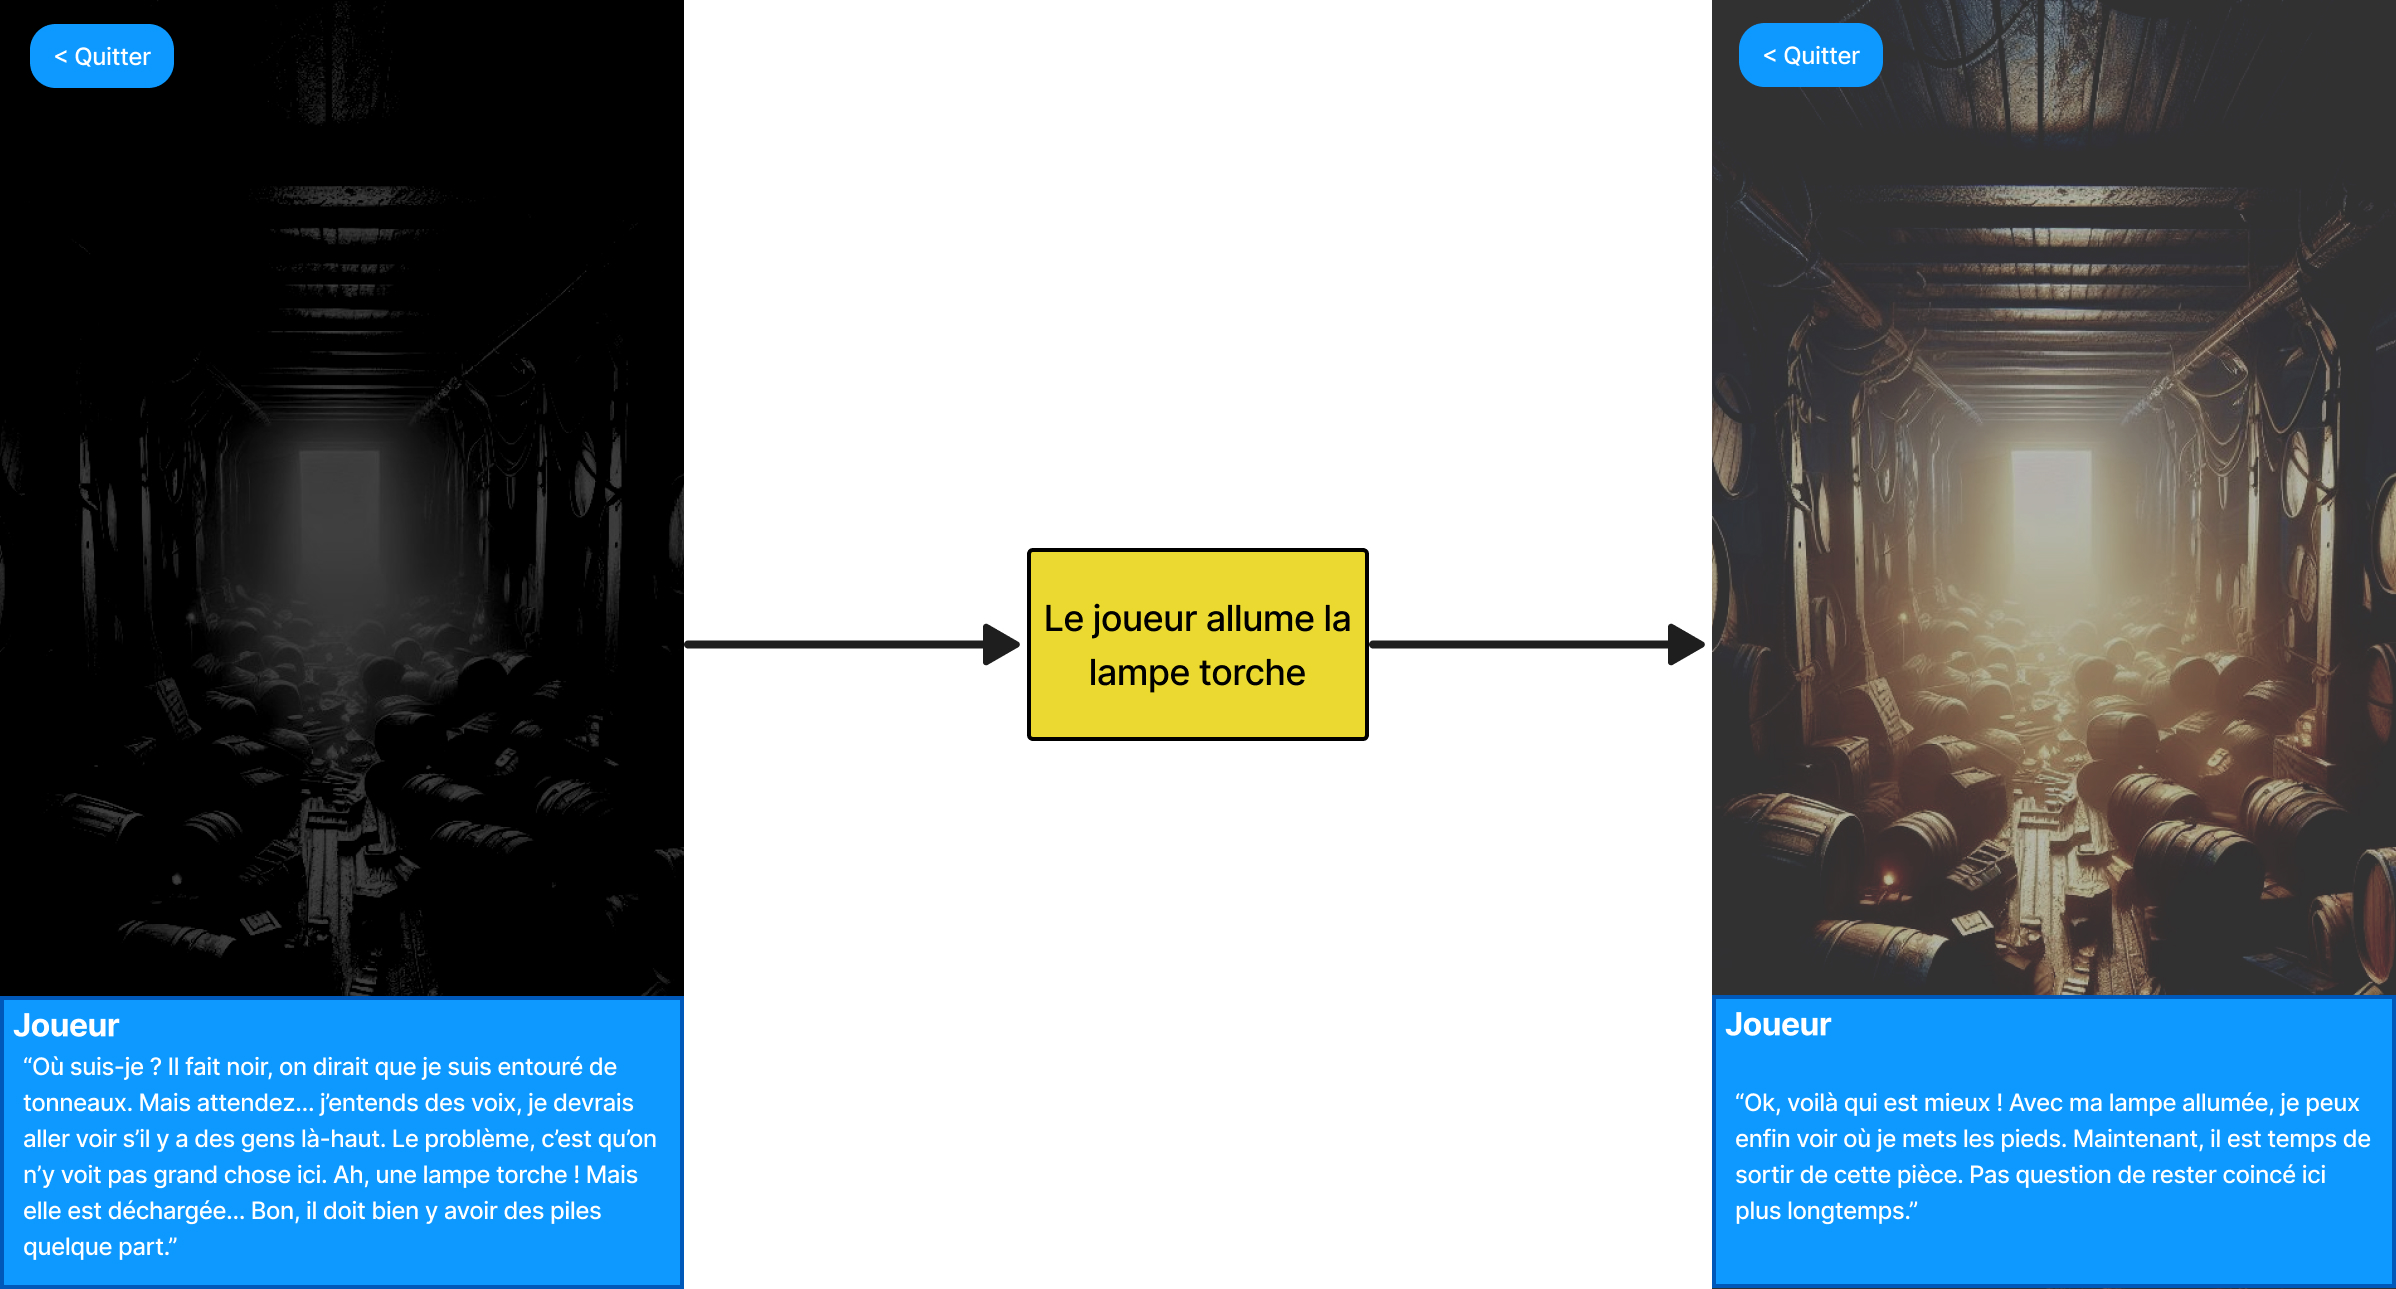 < Quitter
Joueur
“Où suis-je ? Il fait noir, on dirait que je suis entouré de
tonneaux. Mais attendez... j’entends des voix, je devrais
aller voir s’il y a des gens là-haut. Le problème, c’est qu’on
n’y voit pas grand chose ici. Ah, une lampe torche ! Mais
elle est déchargée... Bon, il doit bien y avoir des piles
quelque part.”
Le joueur allume la
lampe torche
< Quitter
Joueur
“Ok, voilà qui est mieux ! Avec ma lampe allumée, je peux
enfin voir où je mets les pieds. Maintenant, il est temps de
sortir de cette pièce. Pas question de rester coincé ici
plus longtemps.”